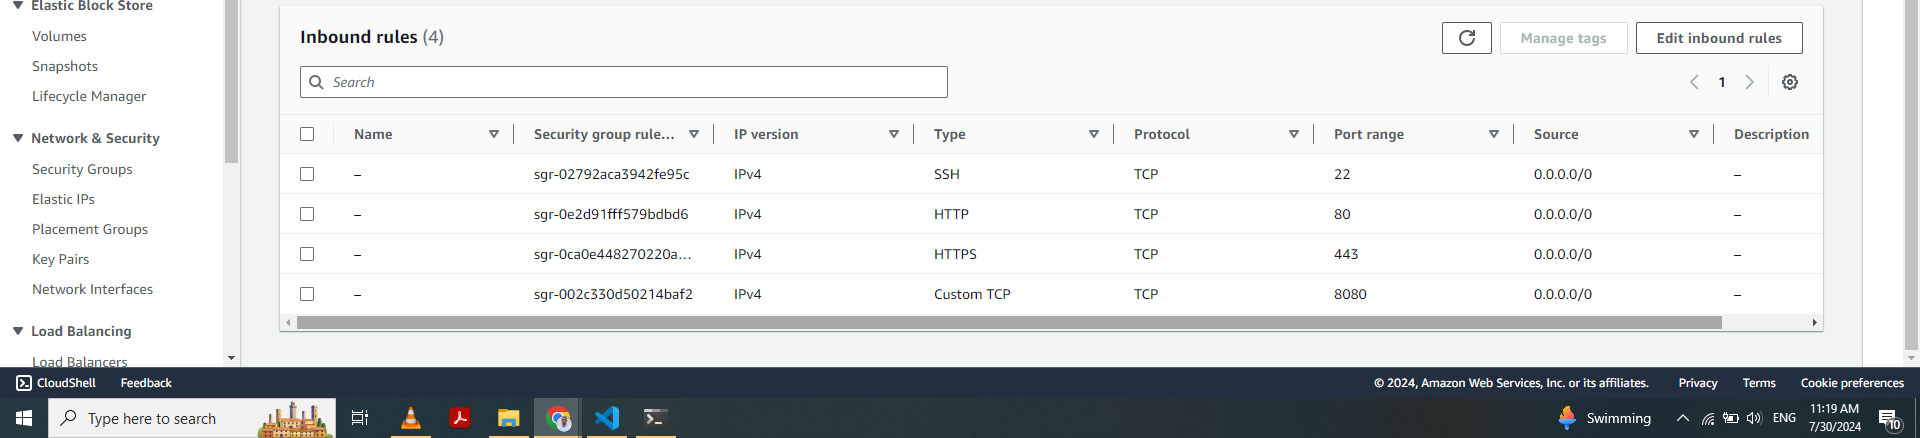 Elastic Block Store
Volumes
Snapshots
Lifecycle Manager
Network & Security
Security Groups
Elastic IPs
Placement Groups
Key Pairs
Network Interfaces
Load Balancing
Load Balancers
Inbound rules (4)
Manage tags
Edit inbound rules
Search
1
Name Security group rule... IP version Type Protocol Port range Source Description
– sgr-02792aca3942fe95c IPv4 SSH TCP 22 0.0.0.0/0 –
– sgr-0e2d91fff579bdbd6 IPv4 HTTP TCP 80 0.0.0.0/0 –
– sgr-0ca0e448270220a... IPv4 HTTPS TCP 443 0.0.0.0/0 –
– sgr-002c330d50214baf2 IPv4 Custom TCP TCP 8080 0.0.0.0/0 –
CloudShell Feedback © 2024, Amazon Web Services, Inc. or its affiliates. Privacy Terms Cookie preferences
Type here to search
Swimming
ENG
11:19 AM
7/30/2024
10